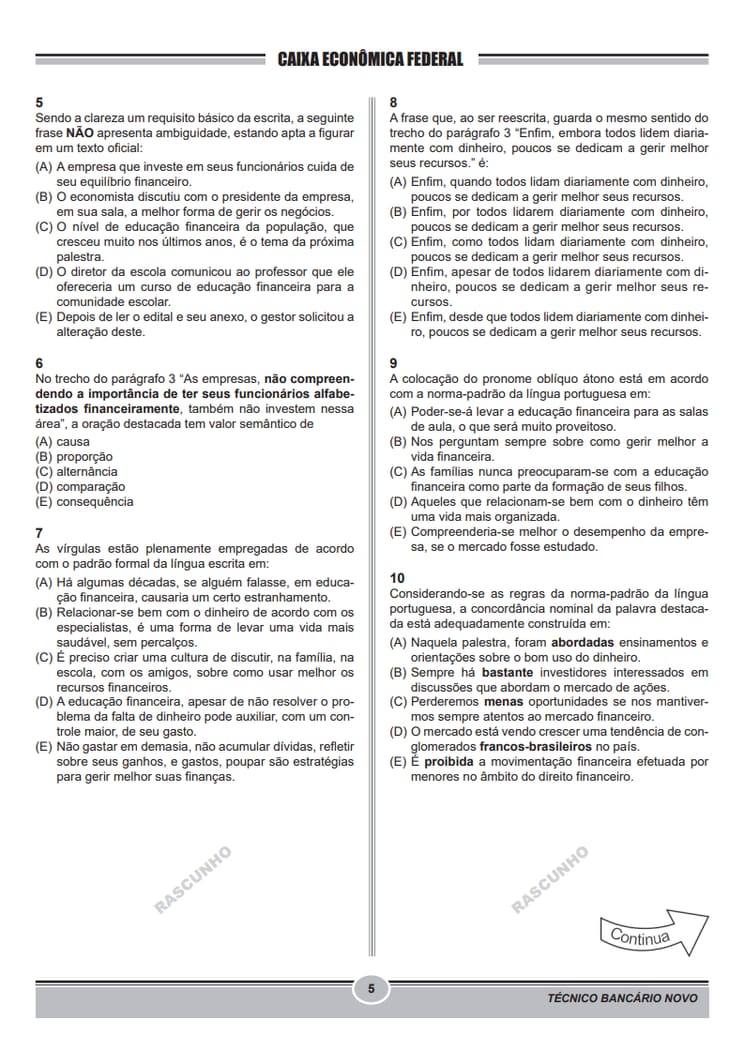 CAIXA ECONÔMICA FEDERAL
5
Sendo a clareza um requisito básico da escrita, a seguinte
frase NÃO apresenta ambiguidade, estando apta a figurar
em um texto oficial:
(A) A empresa que investe em seus funcionários cuida de
seu equilíbrio financeiro.
(B) O economista discutiu com o presidente da empresa,
em sua sala, a melhor forma de gerir os negócios.
(C) O nível de educação financeira da população, que
cresceu muito nos últimos anos, é o tema da próxima
palestra.
(D) O diretor da escola comunicou ao professor que ele
ofereceria um curso de educação financeira para a
comunidade escolar.
(E) Depois de ler o edital e seu anexo, o gestor solicitou a
alteração deste.
6
No trecho do parágrafo 3 “As empresas, não compreen-
dendo a importância de ter seus funcionários alfabe-
tizados financeiramente, também não investem nessa
área”, a oração destacada tem valor semântico de
(A) causa
(B) proporção
(C) alternância
(D) comparação
(E) consequência
7
As vírgulas estão plenamente empregadas de acordo
com o padrão formal da língua escrita em:
(A) Há algumas décadas, se alguém falasse, em educa-
ção financeira, causaria um certo estranhamento.
(B) Relacionar-se bem com o dinheiro de acordo com os
especialistas, é uma forma de levar uma vida mais
saudável, sem percalços.
(C) É preciso criar uma cultura de discutir, na família, na
escola, com os amigos, sobre como usar melhor os
recursos financeiros.
(D) A educação financeira, apesar de não resolver o pro-
blema da falta de dinheiro pode auxiliar, com um con-
trole maior, de seu gasto.
(E) Não gastar em demasia, não acumular dívidas, refletir
sobre seus ganhos, e gastos, poupar são estratégias
para gerir melhor suas finanças.
RASCUNHO
8
A frase que, ao ser reescrita, guarda o mesmo sentido do
trecho do parágrafo 3 “Enfim, embora todos lidem diaria-
mente com dinheiro, poucos se dedicam a gerir melhor
seus recursos.” é:
(A) Enfim, quando todos lidam diariamente com dinheiro,
poucos se dedicam a gerir melhor seus recursos.
(B) Enfim, por todos lidarem diariamente com dinheiro,
poucos se dedicam a gerir melhor seus recursos.
(C) Enfim, como todos lidam diariamente com dinheiro,
poucos se dedicam a gerir melhor seus recursos.
(D) Enfim, apesar de todos lidarem diariamente com di-
nheiro, poucos se dedicam a gerir melhor seus re-
cursos.
(E) Enfim, desde que todos lidem diariamente com dinhei-
ro, poucos se dedicam a gerir melhor seus recursos.
9
A colocação do pronome oblíquo átono está em acordo
com a norma-padrão da língua portuguesa em:
(A) Poder-se-á levar a educação financeira para as salas
de aula, o que será muito proveitoso.
(B) Nos perguntam sempre sobre como gerir melhor a
vida financeira.
(C) As famílias nunca preocuparam-se com a educação
financeira como parte da formação de seus filhos.
(D) Aqueles que relacionam-se bem com o dinheiro têm
uma vida mais organizada.
(E) Compreenderia-se melhor o desempenho da empre-
sa, se o mercado fosse estudado.
10
Considerando-se as regras da norma-padrão da língua
portuguesa, a concordância nominal da palavra destaca-
da está adequadamente construída em:
(A) Naquela palestra, foram abordadas ensinamentos e
orientações sobre o bom uso do dinheiro.
(B) Sempre há bastante investidores interessados em
discussões que abordam o mercado de ações.
(C) Perderemos menas oportunidades se nos mantiver-
mos sempre atentos ao mercado financeiro.
(D) O mercado está vendo crescer uma tendência de con-
glomerados francos-brasileiros no país.
(E) É proibida a movimentação financeira efetuada por
menores no âmbito do direito financeiro.
RASCUNHO
Continua
5
TÉCNICO BANCÁRIO NOVO